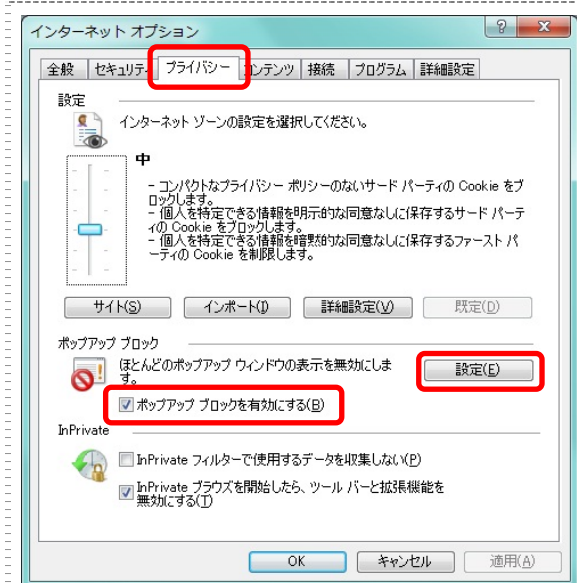 インターネット オプション
全般 セキュリティ プライバシー コンテンツ 接続 プログラム 詳細設定
設定
インターネット ゾーンの設定を選択してください。
中
- コンパクトなプライバシー ポリシーのないサード パーティの Cookie をブ
ロックします。
- 個人を特定できる情報を明示的な同意なしに保存するサード パーテ
ィの Cookie をブロックします。
- 個人を特定できる情報を暗黙的な同意なしに保存するファースト パ
ーティの Cookie を制限します。
サイト(S) インポート(I) 詳細設定(V) 既定(D)
ポップアップ ブロック
ほとんどのポップアップ ウィンドウの表示を無効にしま
す。
設定(E)
ポップアップ ブロックを有効にする(B)
InPrivate
InPrivate フィルターで使用するデータを収集しない(P)
InPrivate ブラウズを開始したら、ツール バーと拡張機能を
無効にする(T)
OK キャンセル 適用(A)